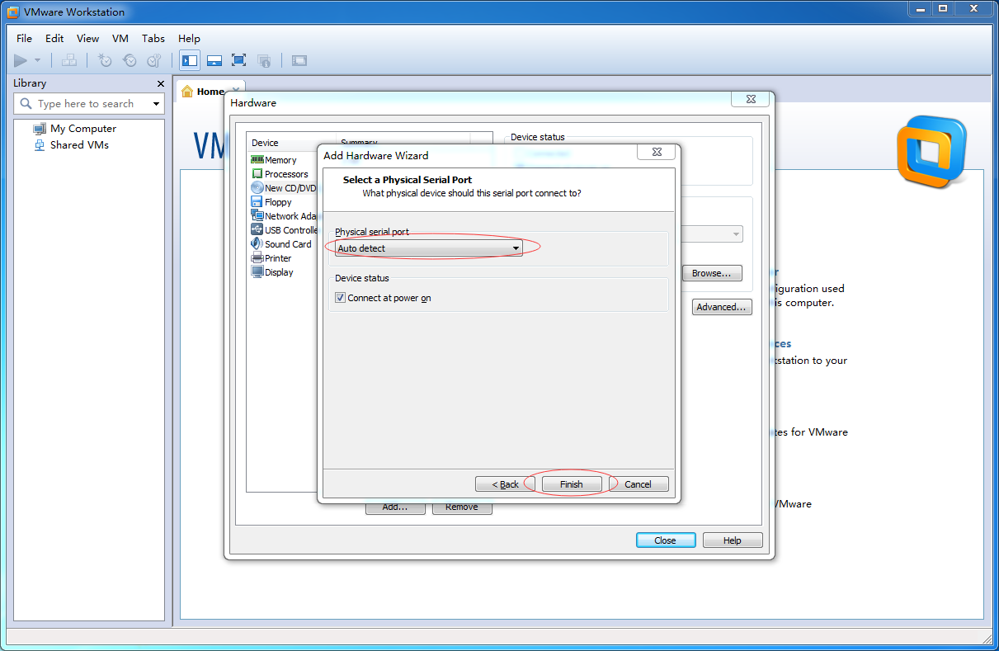 VMware Workstation
File Edit View VM Tabs Help
Library
Type here to search
My Computer
Shared VMs
Home
Hardware
Device Summary
Memory
Processors
New CD/DVD
Floppy
Network Ada
USB Controlle
Sound Card
Printer
Display
Device status
Add Hardware Wizard
Select a Physical Serial Port
What physical device should this serial port connect to?
Physical serial port
Auto detect
Device status
Connect at power on
< Back Finish Cancel
Browse...
Advanced...
Add... Remove
Close Help
VM
iguration used
is computer.
ces
station to your
tes for VMware
VMware